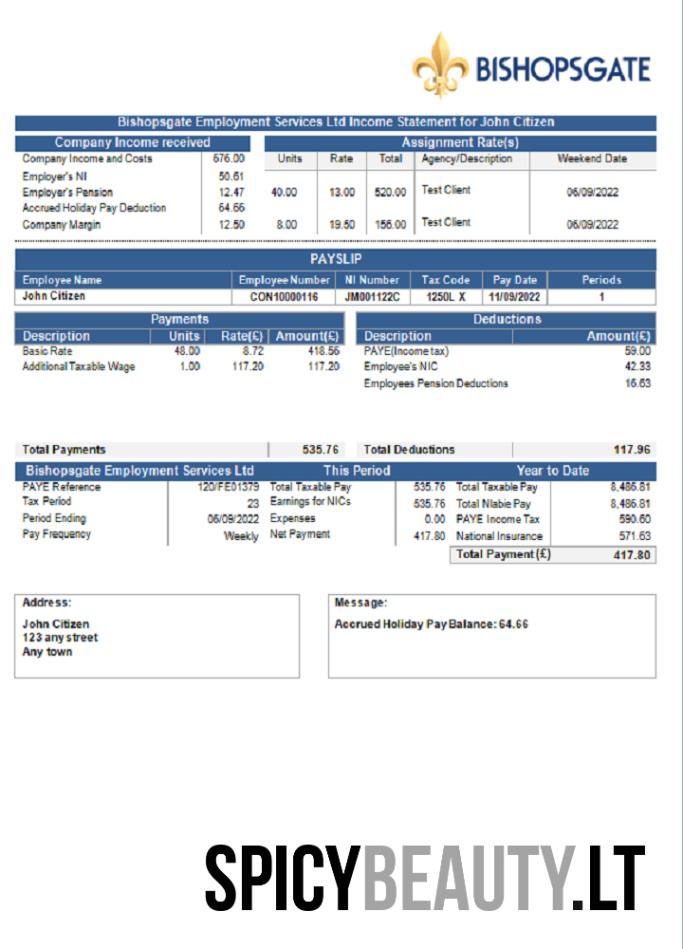 BISHOPSGATE
Bishopsgate Employment Services Ltd Income Statement for John Citizen
Company Income received Assignment Rate(s)
Company Income and Costs 676.00 Units Rate Total Agency/Description Weekend Date
Employer's NI 50.61
Employer's Pension 12.47 40.00 13.00 520.00 Test Client 06/09/2022
Accrued Holiday Pay Deduction 64.66
Company Margin 12.50 8.00 19.50 156.00 Test Client 06/09/2022
PAYSLIP
Employee Name Employee Number NI Number Tax Code Pay Date Periods
John Citizen CON10000116 JM001122C 1250L X 11/09/2022 1
Payments Deductions
Description Units Rate(£) Amount(£) Description Amount(£)
Basic Rate 48.00 8.72 418.56 PAYE(Income tax) 59.00
Additional Taxable Wage 1.00 117.20 117.20 Employee's NIC 42.33
Employees Pension Deductions 16.63
Total Payments 535.76 Total Deductions 117.96
Bishopsgate Employment Services Ltd This Period Year to Date
PAYE Reference 120/FE01379 Total Taxable Pay 535.76 Total Taxable Pay 8,486.81
Tax Period 23 Earnings for NICs 535.76 Total Niable Pay 8,486.81
Period Ending 06/09/2022 Expenses 0.00 PAYE Income Tax 590.60
Pay Frequency Weekly Net Payment 417.80 National Insurance 571.63
Total Payment (£) 417.80
Address: Message:
John Citizen Accrued Holiday Pay Balance: 64.66
123 any street
Any town
SPICYBEAUTY.LT